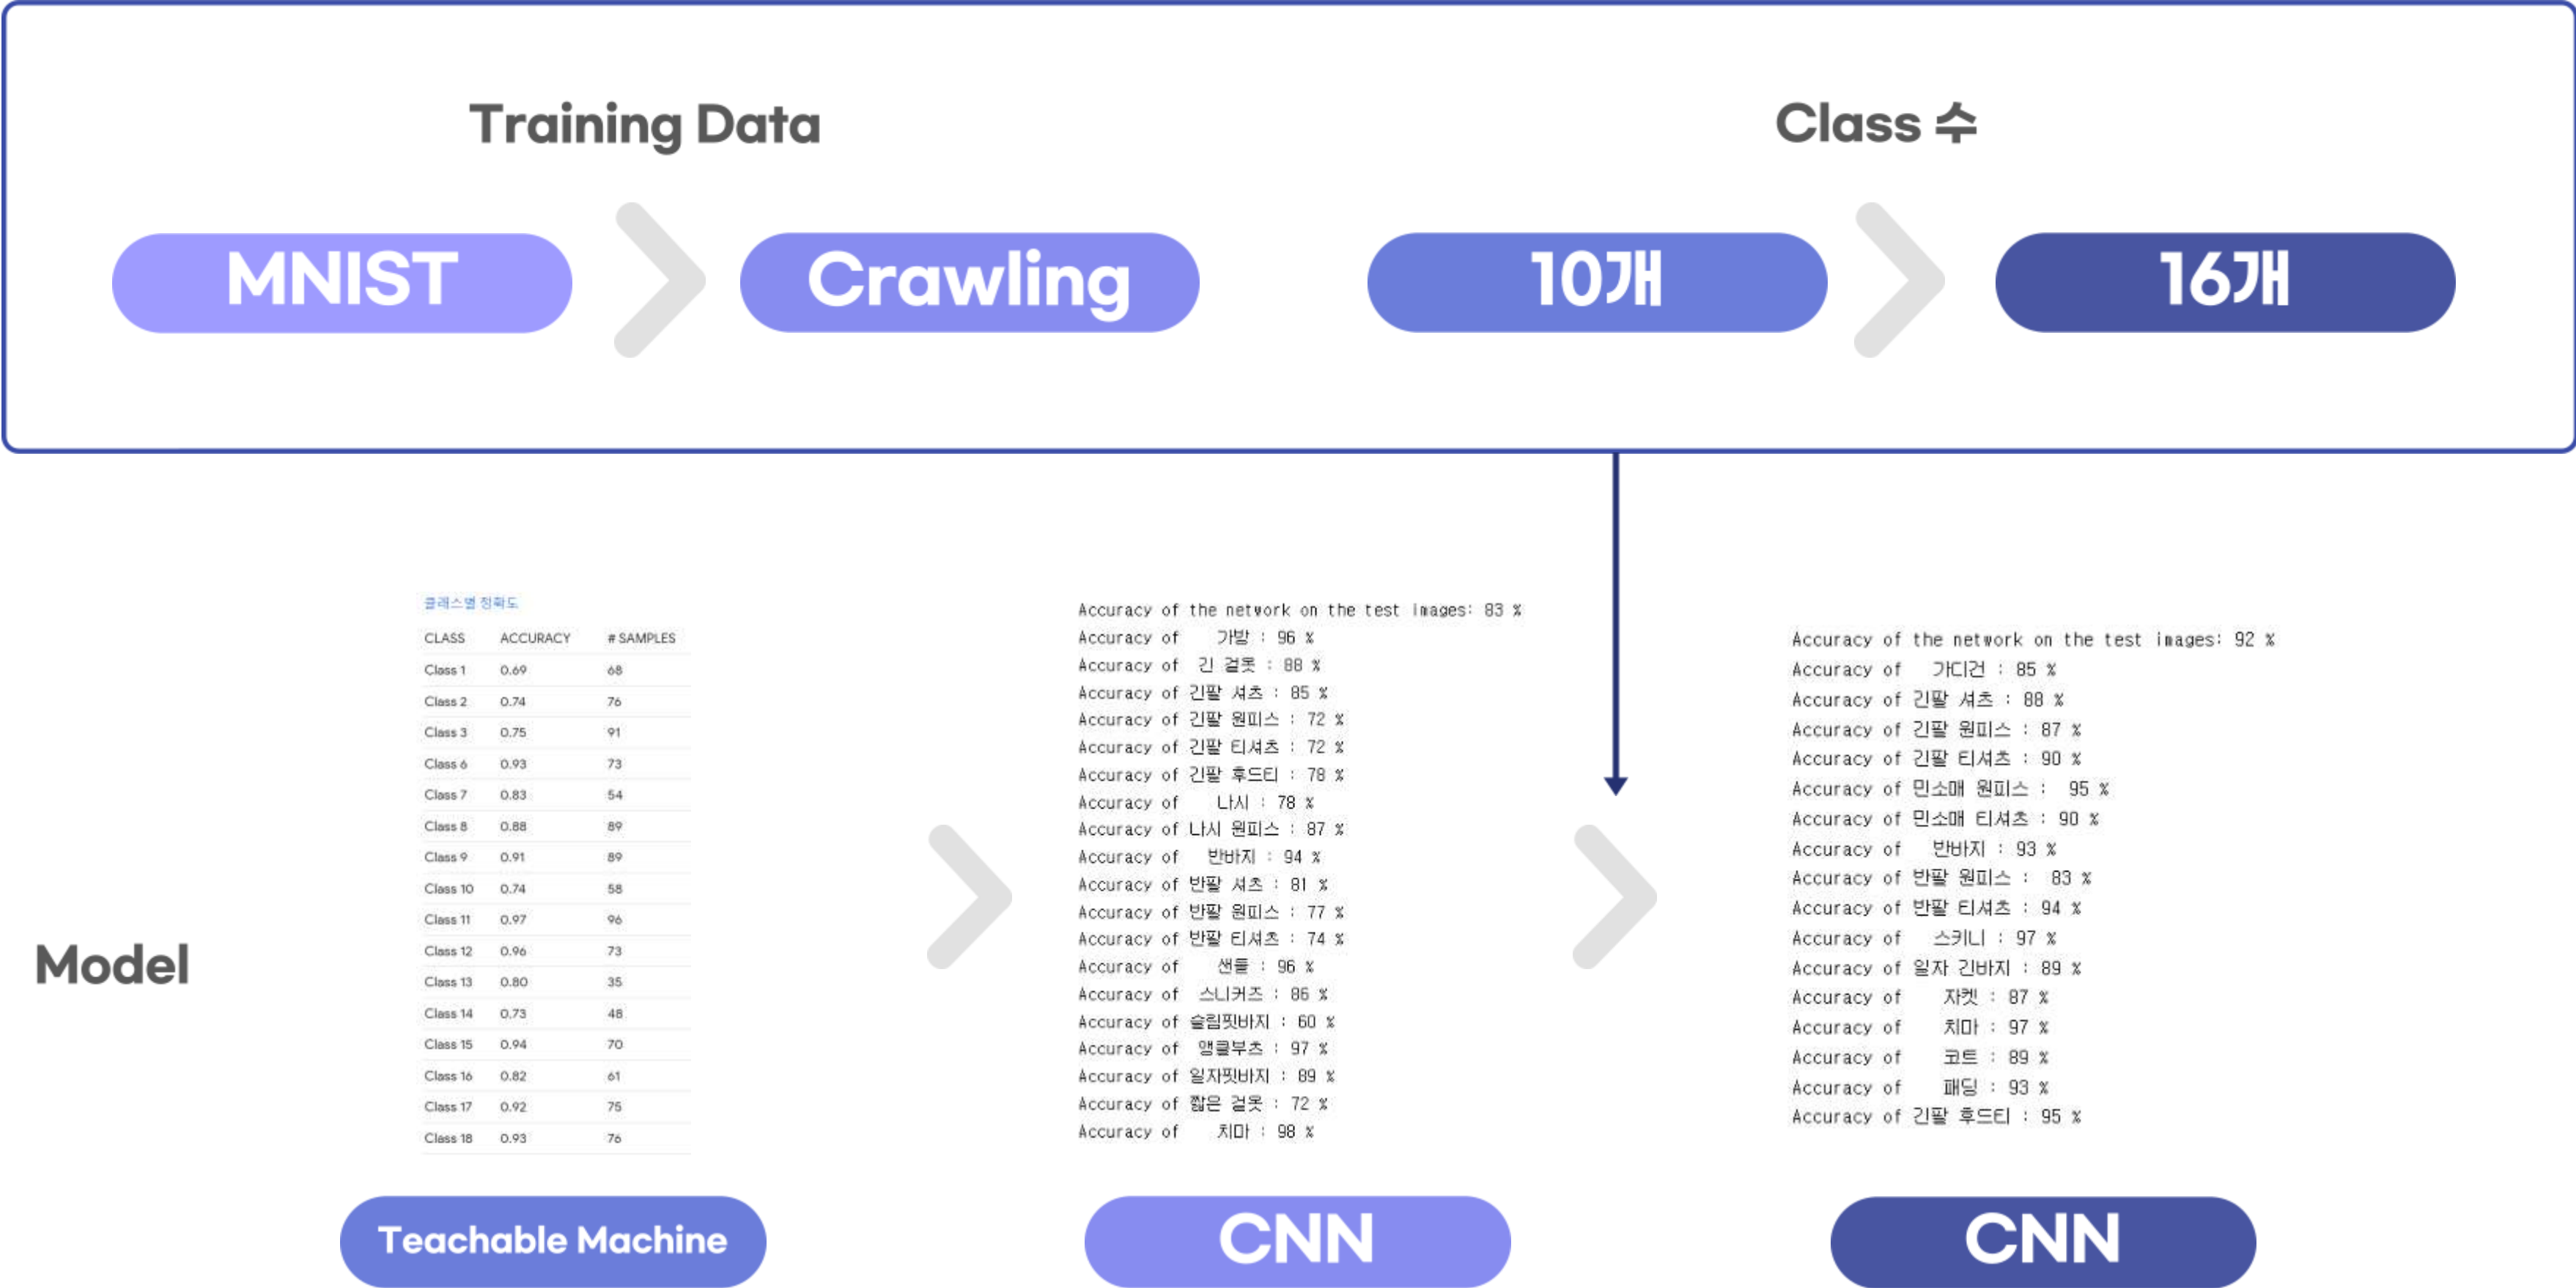 Training Data
Class 수
MNIST
Crawling
10개
16개
클래스별 정확도
CLASS ACCURACY # SAMPLES
Class 1 0.69 68
Class 2 0.74 76
Class 3 0.75 91
Class 6 0.93 73
Class 7 0.83 54
Class 8 0.88 89
Class 9 0.91 89
Class 10 0.74 58
Class 11 0.97 96
Class 12 0.96 73
Class 13 0.80 35
Class 14 0.73 48
Class 15 0.94 70
Class 16 0.82 61
Class 17 0.92 75
Class 18 0.93 76
Accuracy of the network on the test images: 83 %
Accuracy of 가방 : 96 %
Accuracy of 긴 겉옷 : 88 %
Accuracy of 긴팔 셔츠 : 85 %
Accuracy of 긴팔 원피스 : 72 %
Accuracy of 긴팔 티셔츠 : 72 %
Accuracy of 긴팔 후드티 : 78 %
Accuracy of 나시 : 78 %
Accuracy of 나시 원피스 : 87 %
Accuracy of 반바지 : 94 %
Accuracy of 반팔 셔츠 : 81 %
Accuracy of 반팔 원피스 : 77 %
Accuracy of 반팔 티셔츠 : 74 %
Accuracy of 샌들 : 96 %
Accuracy of 스니커즈 : 86 %
Accuracy of 슬림핏바지 : 60 %
Accuracy of 앵클부츠 : 97 %
Accuracy of 일자핏바지 : 89 %
Accuracy of 짧은 겉옷 : 72 %
Accuracy of 치마 : 98 %
Accuracy of the network on the test images: 92 %
Accuracy of 가디건 : 85 %
Accuracy of 긴팔 셔츠 : 88 %
Accuracy of 긴팔 원피스 : 87 %
Accuracy of 긴팔 티셔츠 : 90 %
Accuracy of 민소매 원피스 : 95 %
Accuracy of 민소매 티셔츠 : 90 %
Accuracy of 반바지 : 93 %
Accuracy of 반팔 원피스 : 83 %
Accuracy of 반팔 티셔츠 : 94 %
Accuracy of 스키니 : 97 %
Accuracy of 일자 긴바지 : 89 %
Accuracy of 자켓 : 87 %
Accuracy of 치마 : 97 %
Accuracy of 코트 : 89 %
Accuracy of 패딩 : 93 %
Accuracy of 긴팔 후드티 : 95 %
Model
Teachable Machine
CNN
CNN